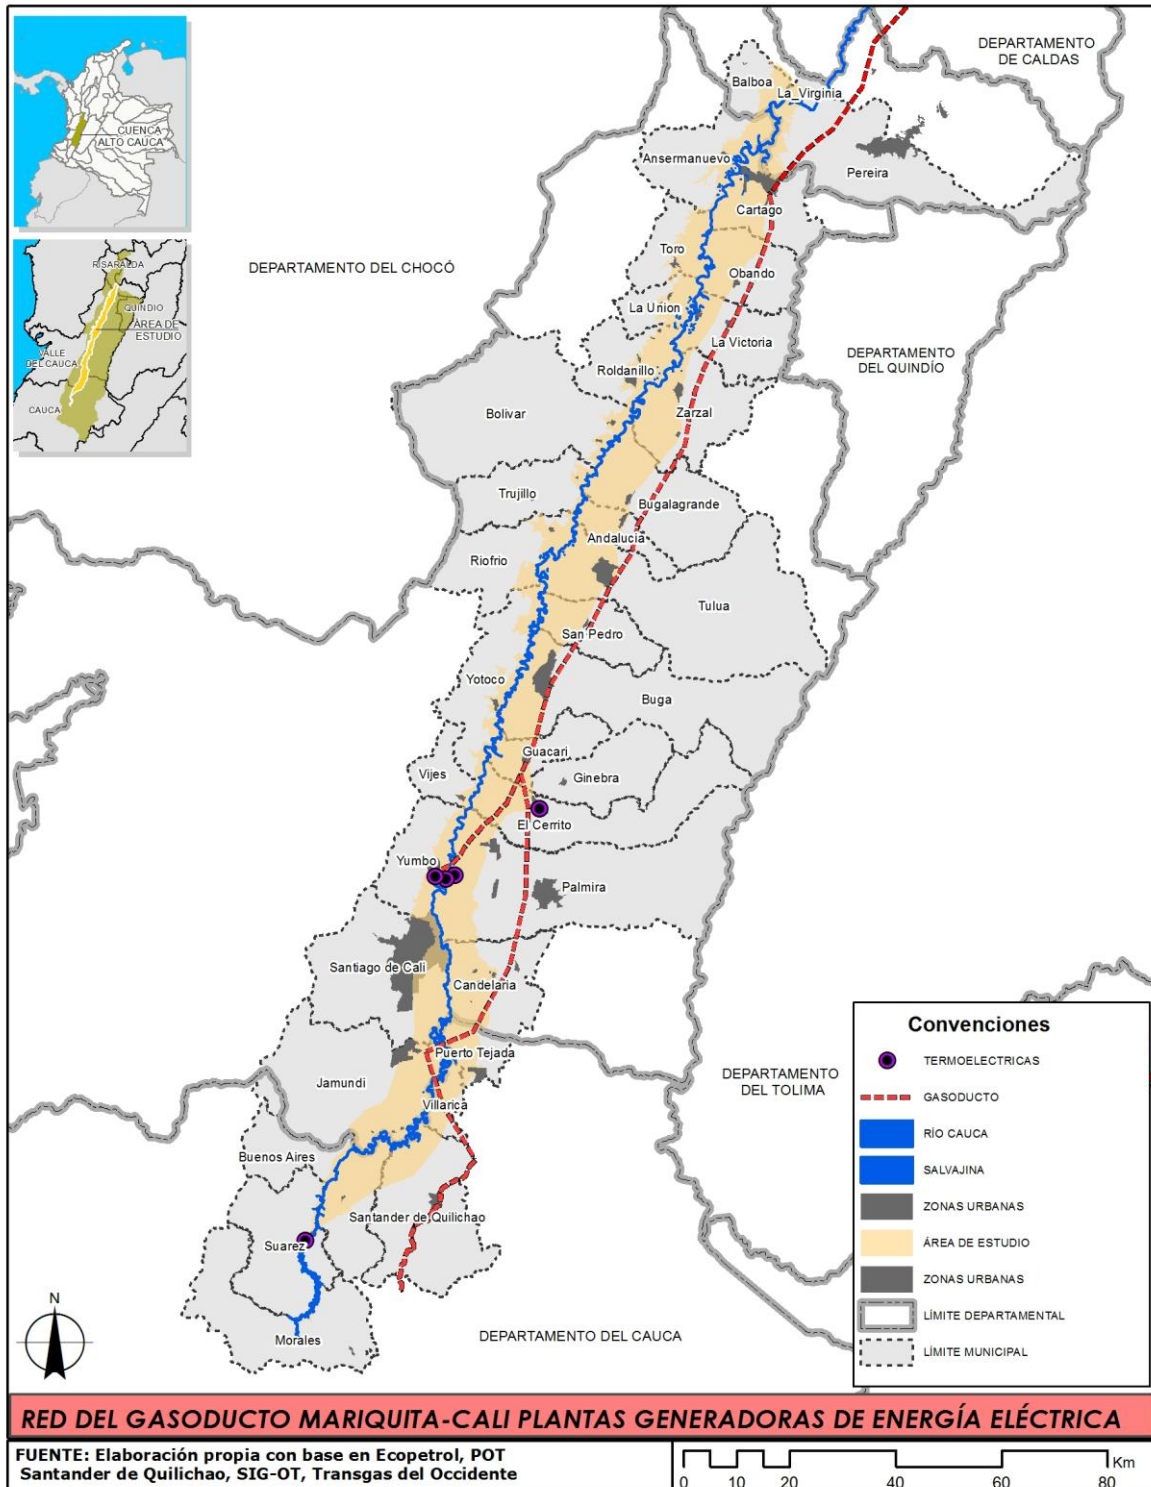 CUENCA
ALTO CAUCA
RISARALDA
QUINDIO
ÁREA DE
ESTUDIO
VALLE
DEL CAUCA
CAUCA
DEPARTAMENTO
DE CALDAS
Balboa
La_Virginia
Ansermanuevo
Pereira
Cartago
DEPARTAMENTO DEL CHOCÓ
Toro
Obando
La Union
La Victoria
DEPARTAMENTO
DEL QUINDÍO
Roldanillo
Bolivar
Zarzal
Trujillo
Bugalagrande
Andalucia
Riofrio
Tulua
San Pedro
Yotoco
Buga
Guacari
Vijes
Ginebra
El Cerrito
Yumbo
Palmira
Santiago de Cali
Candelaria
Puerto Tejada
Jamundi
DEPARTAMENTO
DEL TOLIMA
Villarica
Buenos Aires
Santander de Quilichao
Suarez
Morales
DEPARTAMENTO DEL CAUCA
N
Convenciones
TERMOELECTRICAS
GASODUCTO
RÍO CAUCA
SALVAJINA
ZONAS URBANAS
ÁREA DE ESTUDIO
ZONAS URBANAS
LÍMITE DEPARTAMENTAL
LÍMITE MUNICIPAL
RED DEL GASODUCTO MARIQUITA-CALI PLANTAS GENERADORAS DE ENERGÍA ELÉCTRICA
FUENTE: Elaboración propia con base en Ecopetrol, POT
Santander de Quilichao, SIG-OT, Transgas del Occidente
Km
0 10 20 40 60 80